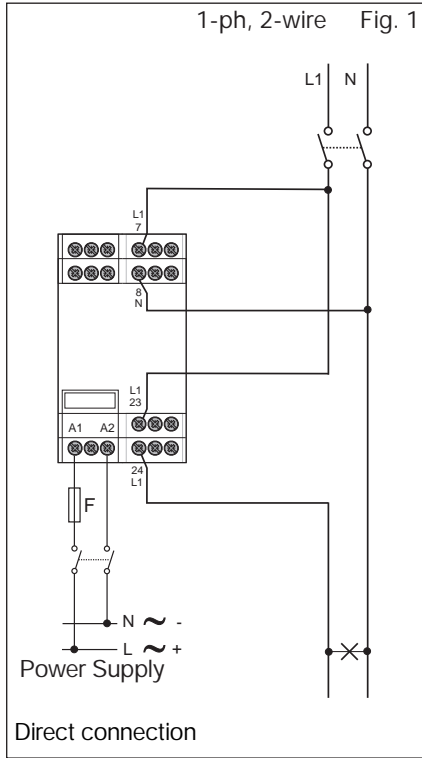 1-ph, 2-wire Fig. 1
L1 N
L1
7
8
N
L1
23
A1 A2
24
L1
F
N ~ -
L ~ +
Power Supply
Direct connection